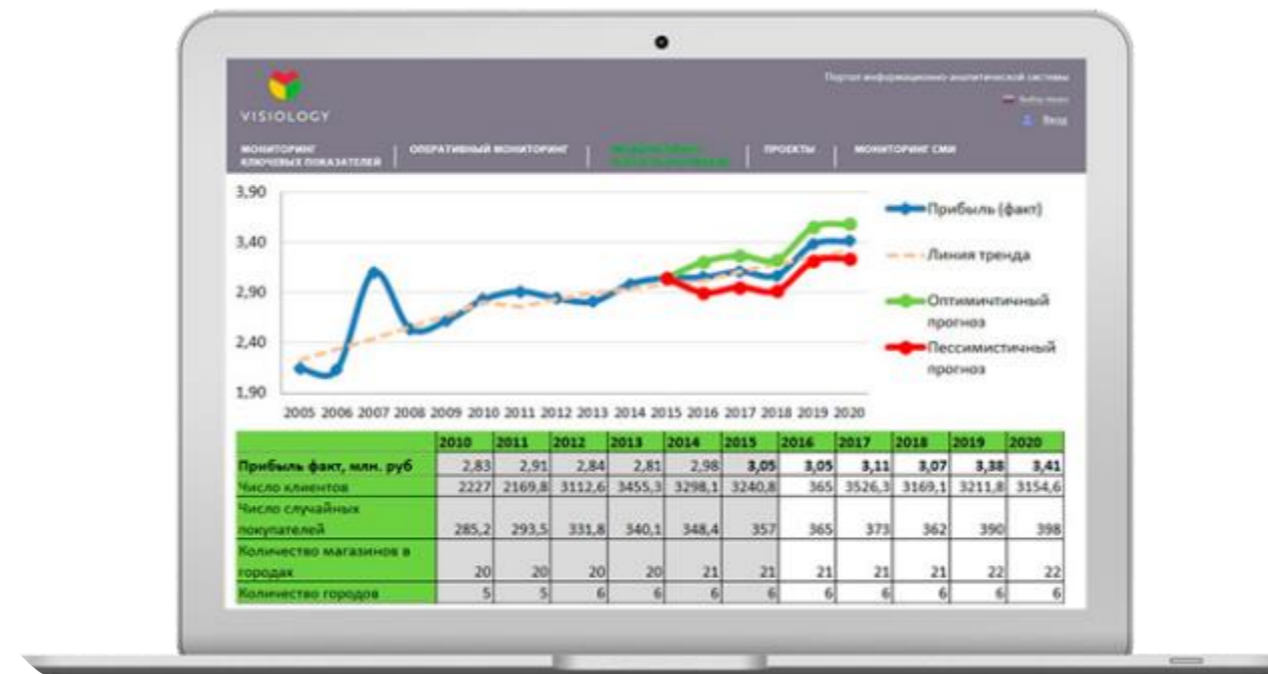 VISIOLOGY
Портал информационно-аналитической системы
Вход
МОНИТОРИНГ
КЛЮЧЕВЫХ ПОКАЗАТЕЛЕЙ
ОПЕРАТИВНЫЙ МОНИТОРИНГ
ПРОЕКТЫ
МОНИТОРИНГ СМИ
3,90
3,40
2,90
2,40
1,90
2005 2006 2007 2008 2009 2010 2011 2012 2013 2014 2015 2016 2017 2018 2019 2020
Прибыль (факт)
Линия тренда
Оптимичтичный
прогноз
Пессимистичный
прогноз
2010 2011 2012 2013 2014 2015 2016 2017 2018 2019 2020
Прибыль факт, млн. руб 2,83 2,91 2,84 2,81 2,98 3,05 3,05 3,11 3,07 3,38 3,41
Число клиентов 2227 2169,8 3112,6 3455,3 3298,1 3240,8 365 3526,3 3169,1 3211,8 3154,6
Число случайных
покупателей 285,2 293,5 331,8 340,1 348,4 357 365 373 362 390 398
Количество магазинов в
городах 20 20 20 20 21 21 21 21 21 22 22
Количество городов 5 5 6 6 6 6 6 6 6 6 6